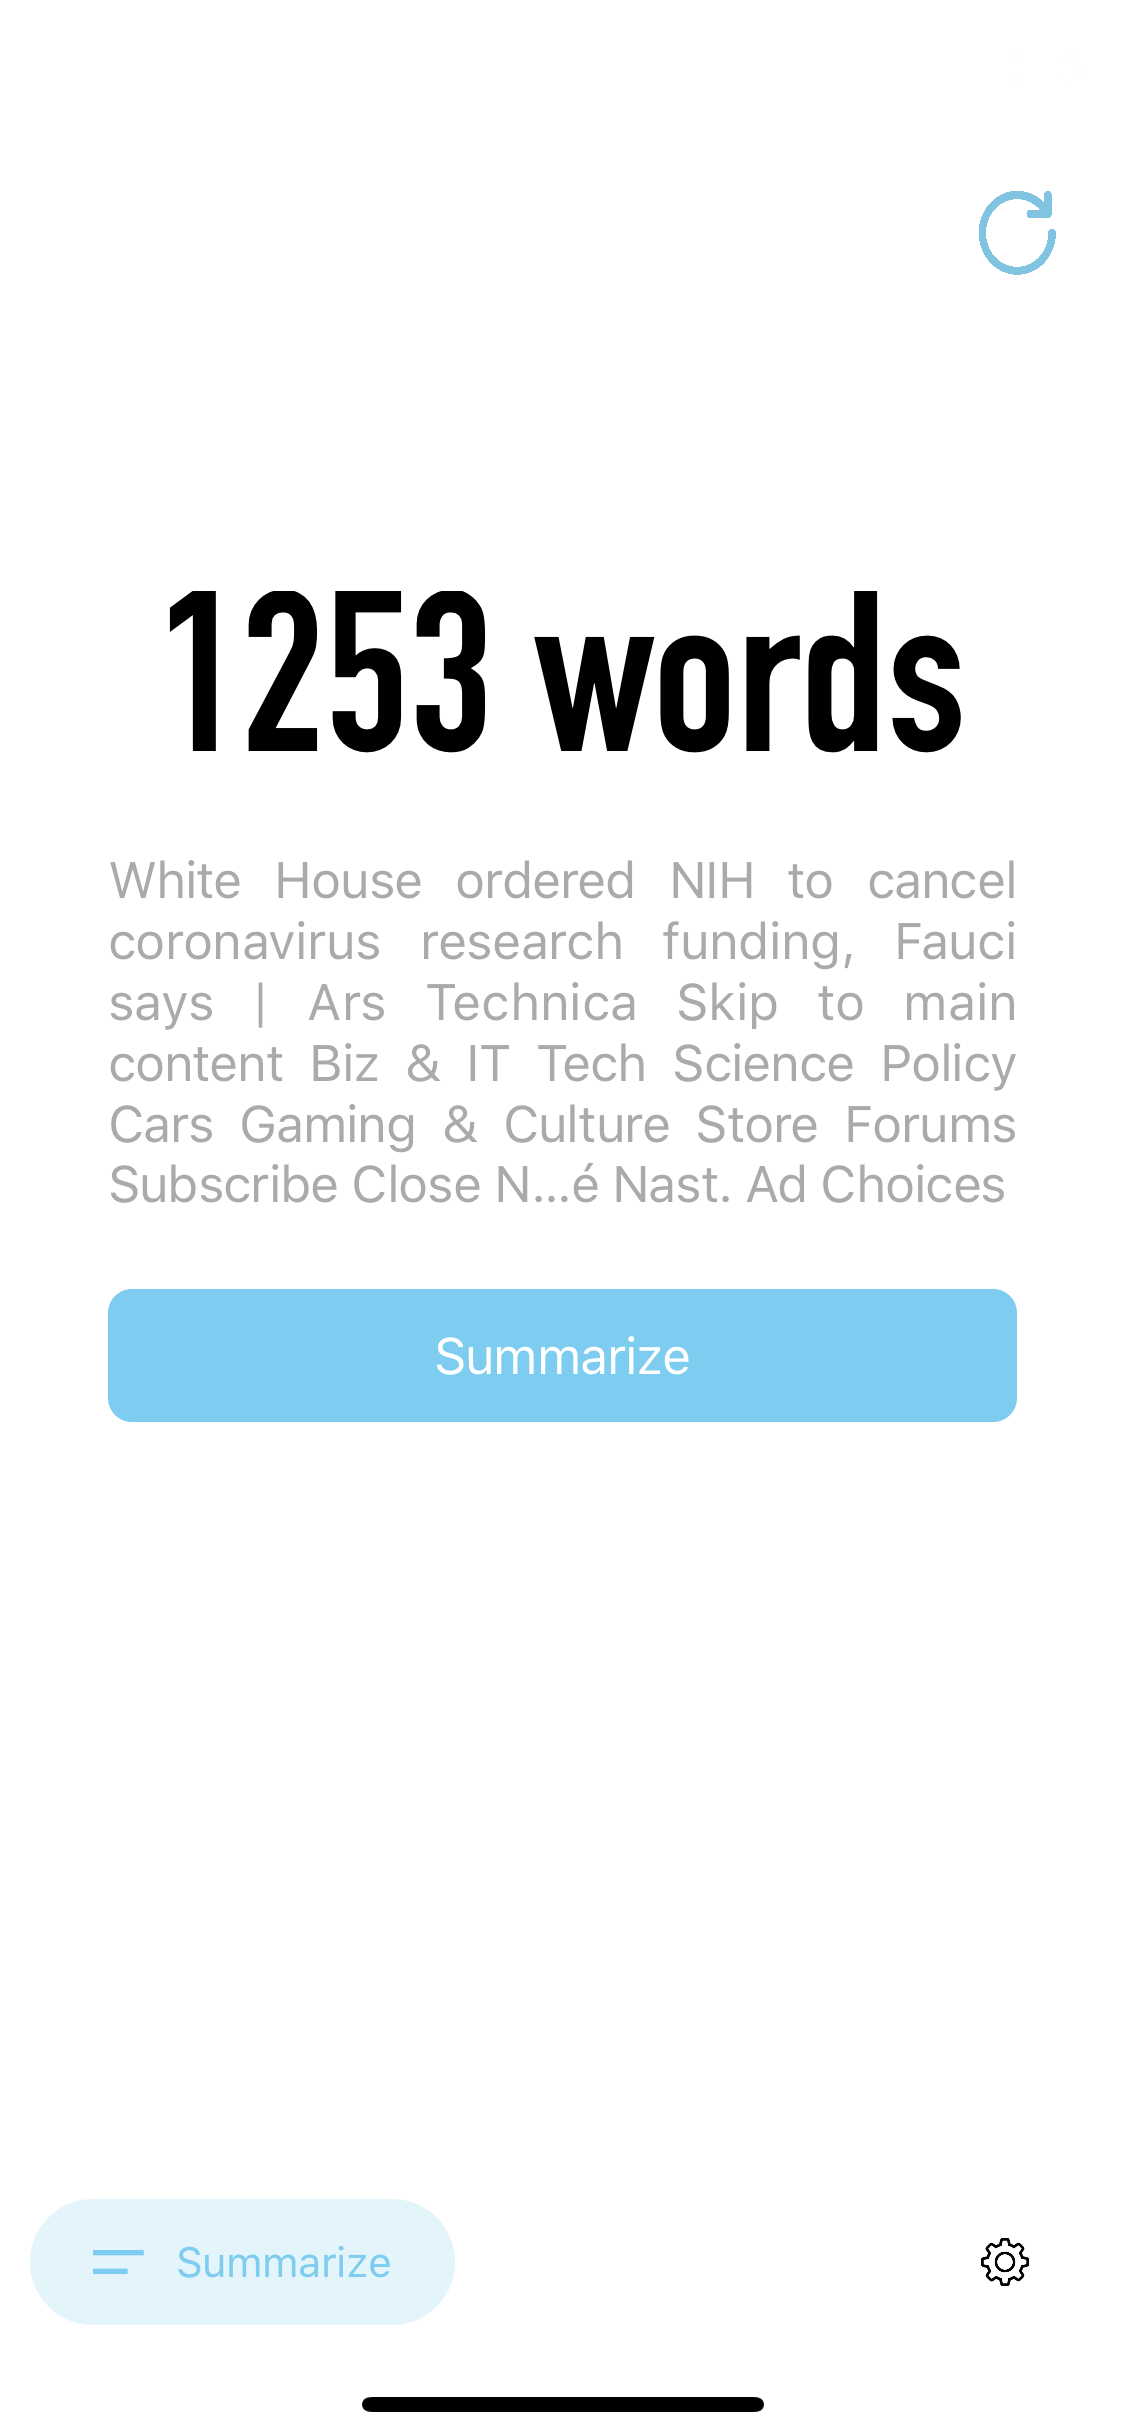 1253 words
White House ordered NIH to cancel
coronavirus research funding, Fauci
says | Ars Technica Skip to main
content Biz & IT Tech Science Policy
Cars Gaming & Culture Store Forums
Subscribe Close N...é Nast. Ad Choices
Summarize
Summarize